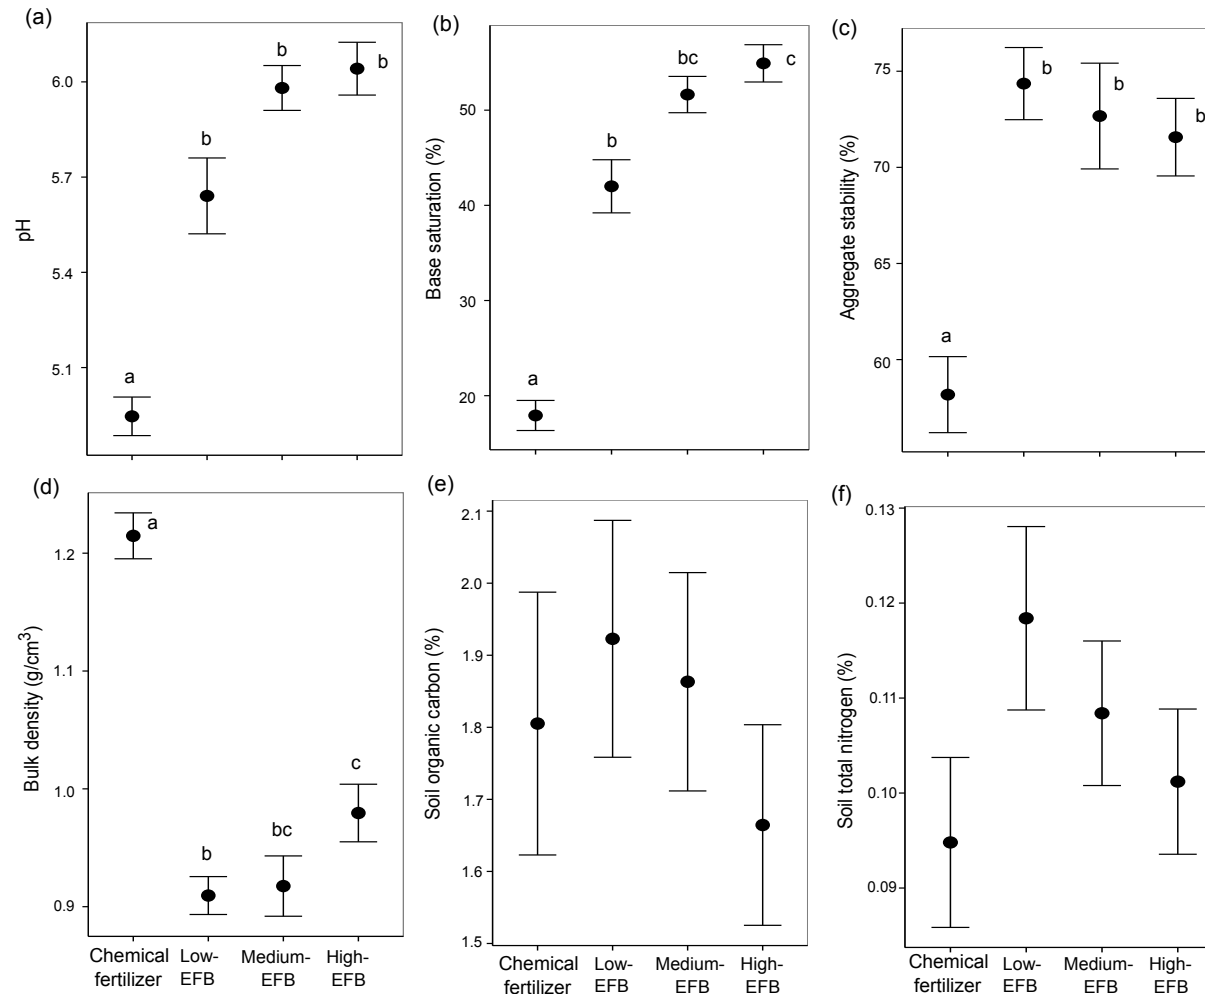 (a)
pH
6.0
5.7
5.4
5.1
a
b
b
b
(b)
Base saturation (%)
50
40
30
20
a
b
bc
c
(c)
Aggregate stability (%)
75
70
65
60
a
b
b
b
(d)
Bulk density (g/cm³)
1.2
1.1
1.0
0.9
a
b
bc
c
Chemical
fertilizer
Low-
EFB
Medium-
EFB
High-
EFB
(e)
Soil organic carbon (%)
2.1
2.0
1.9
1.8
1.7
1.6
1.5
Chemical
fertilizer
Low-
EFB
Medium-
EFB
High-
EFB
(f)
Soil total nitrogen (%)
0.13
0.12
0.11
0.10
0.09
Chemical
fertilizer
Low-
EFB
Medium-
EFB
High-
EFB